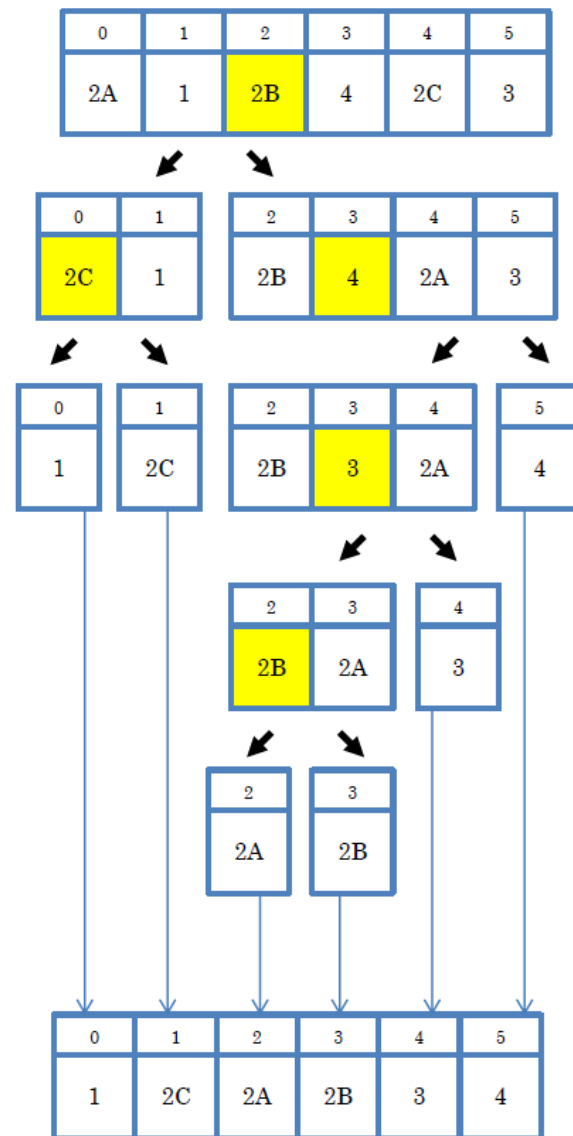 0 1 2 3 4 5
2A 1 2B 4 2C 3
0 1 2 3 4 5
2C 1 2B 4 2A 3
0 1 2 3 4 5
1 2C 2B 3 2A 4
2 3 4
2B 2A 3
2 3
2A 2B
0 1 2 3 4 5
1 2C 2A 2B 3 4